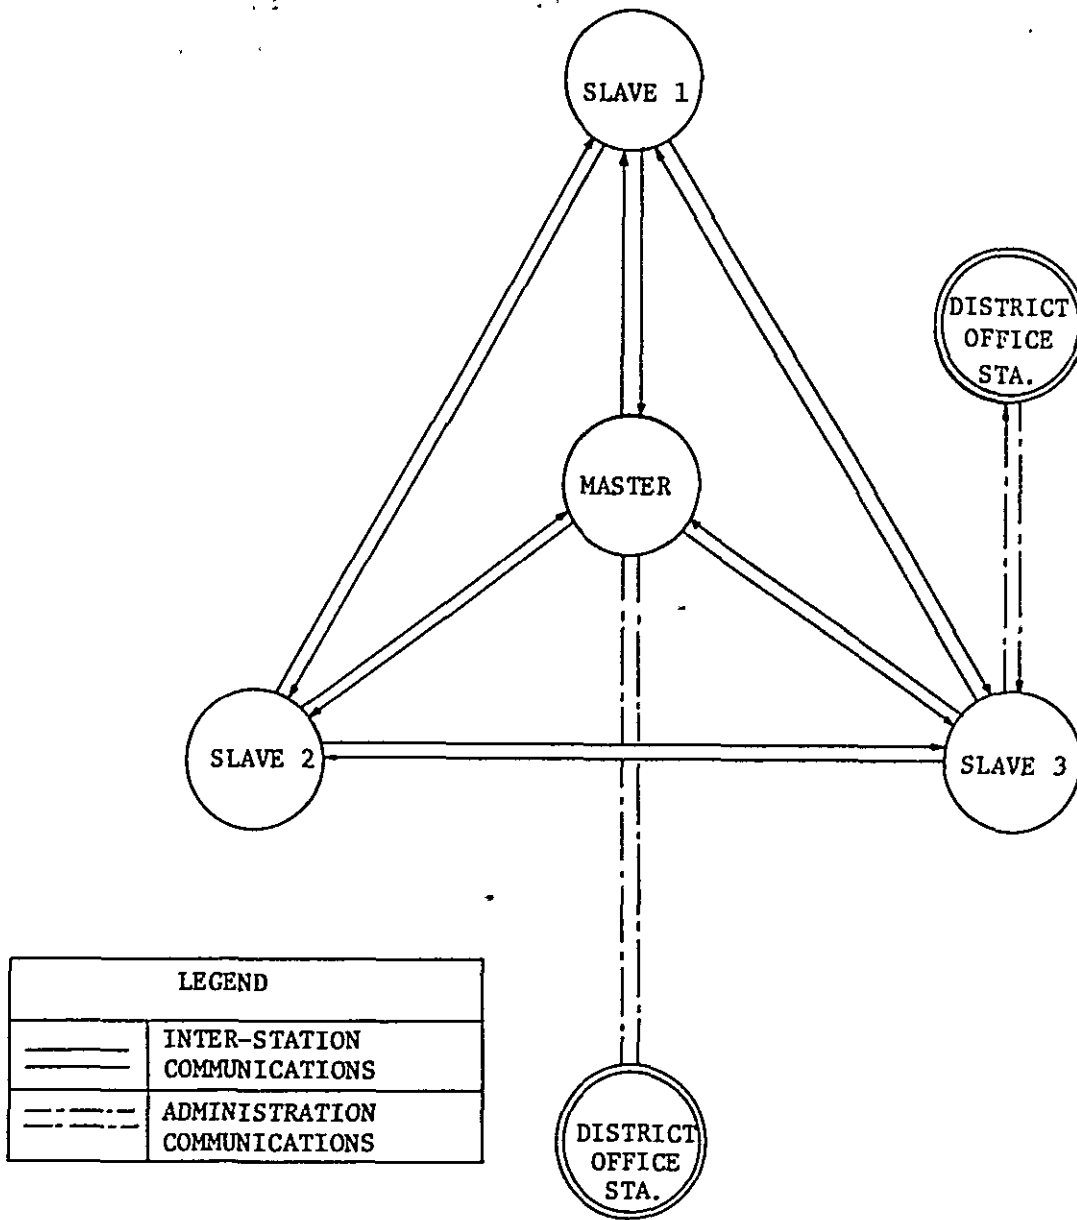 SLAVE 1
DISTRICT
OFFICE
STA.
MASTER
SLAVE 2
SLAVE 3
LEGEND
INTER-STATION
COMMUNICATIONS
ADMINISTRATION
COMMUNICATIONS
DISTRICT
OFFICE
STA.